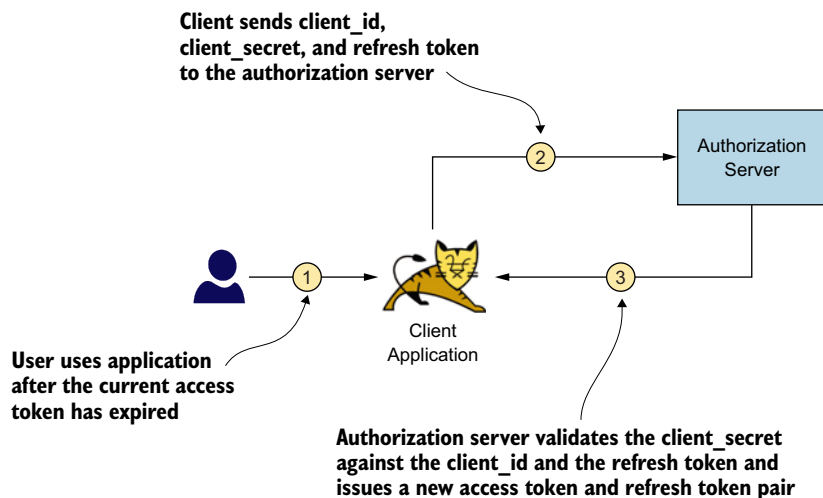 Client sends client_id,
client_secret, and refresh token
to the authorization server
2
Authorization
Server
1
3
Client
Application
User uses application
after the current access
token has expired
Authorization server validates the client_secret
against the client_id and the refresh token and
issues a new access token and refresh token pair